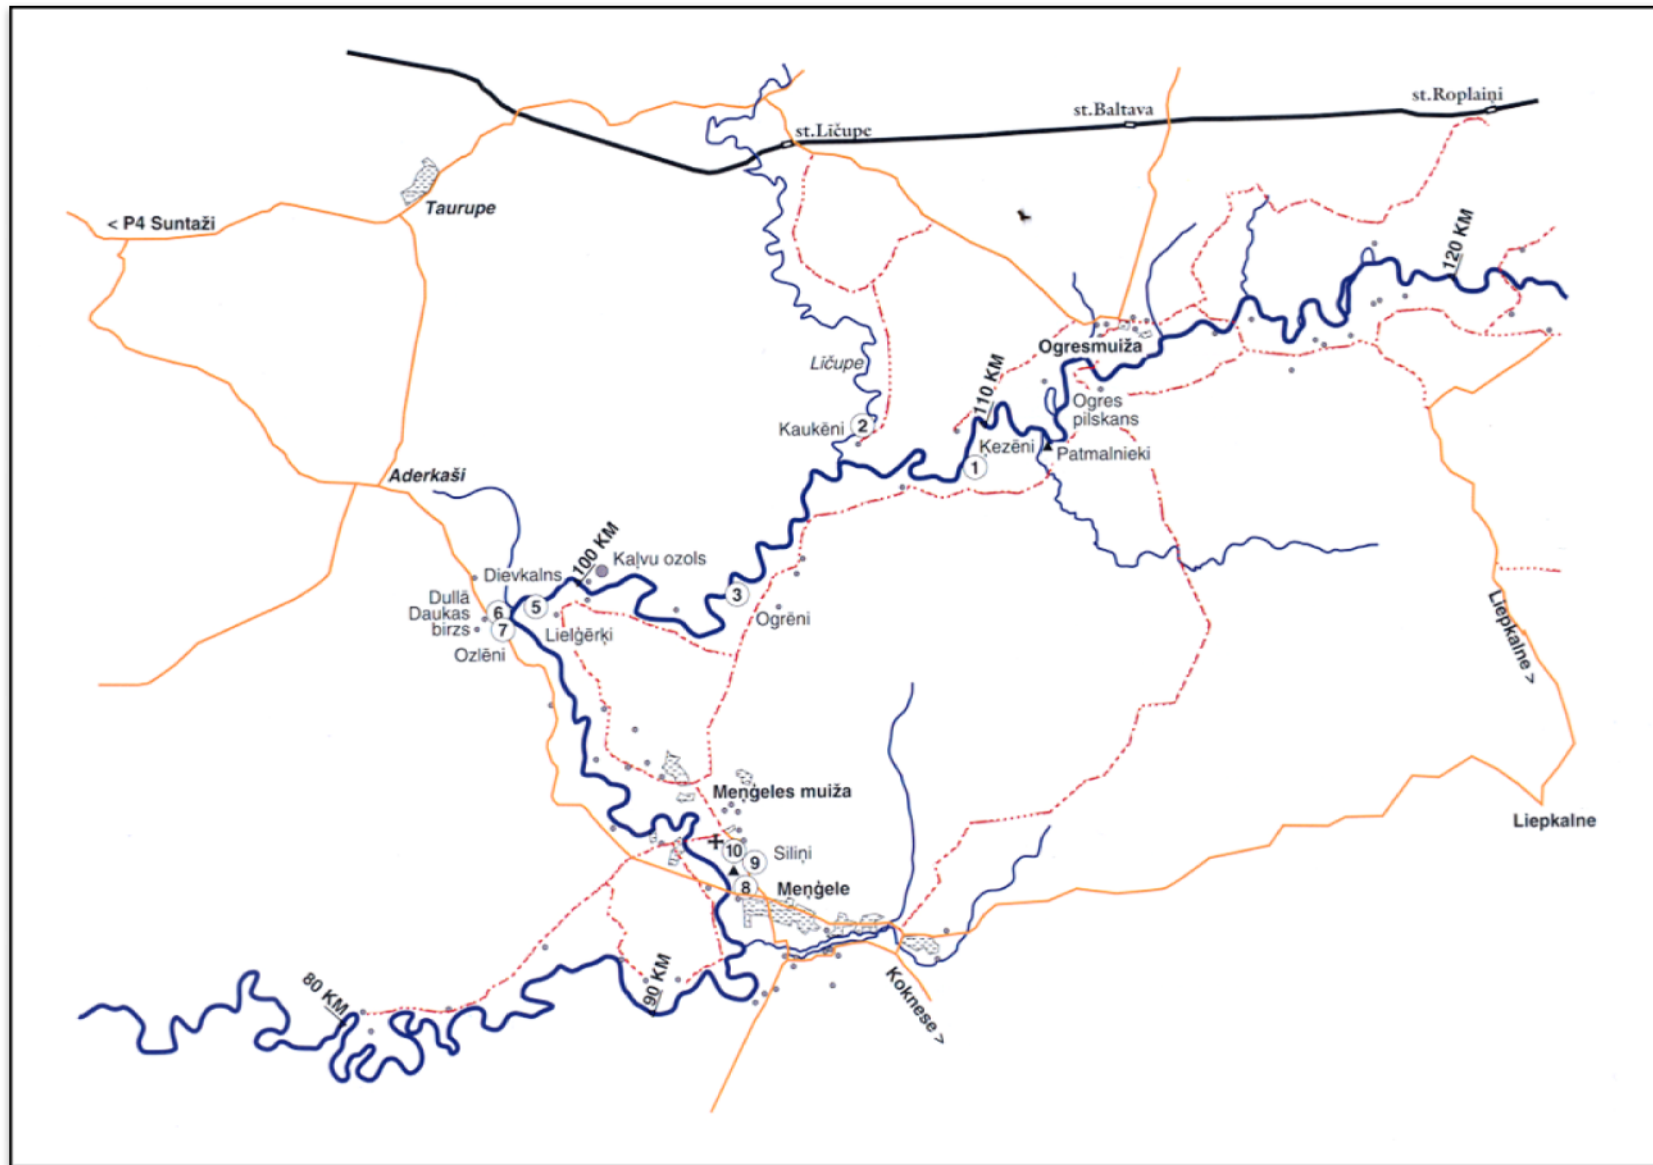 st.Roplaiņi
st.Baltava
st.Līčupe
Taurupe
< P4 Suntaži
120 KM
Ogresmuiža
Līčupe
110 KM
Ogres
pilskans
Kaukēni
2
Ķezēni
Patmalnieki
1
Aderkaši
100 KM
Kaļvu ozols
Dievkalns
Dullā
Daukas
birzs
6
5
3
7
Lielģērķi
Ogrēni
Ozlēni
Liepkalne >
Meņģeles muiža
Liepkalne
10
9
Siliņi
8
Meņģele
80 KM
90 KM
Koknese >